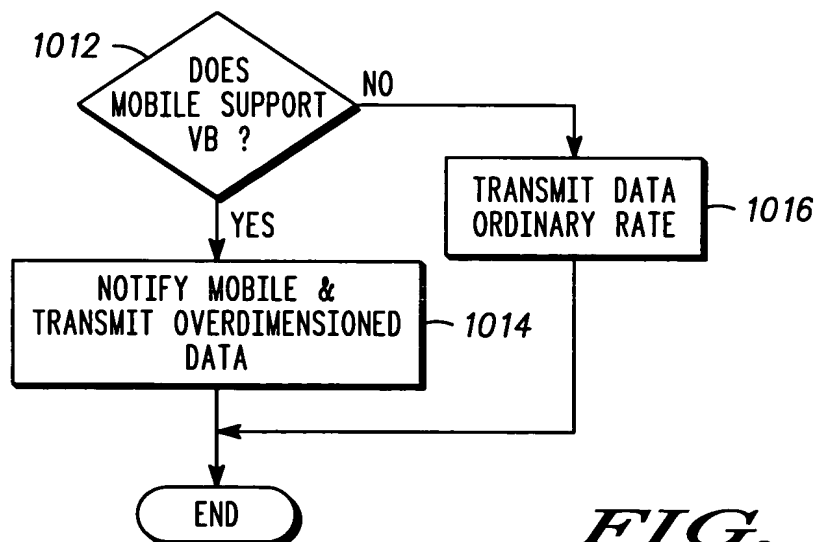 1012
DOES
MOBILE SUPPORT
VB ?
NO
YES
TRANSMIT DATA
ORDINARY RATE
1016
NOTIFY MOBILE &
TRANSMIT OVERDIMENSIONED
DATA
1014
END
FIG.